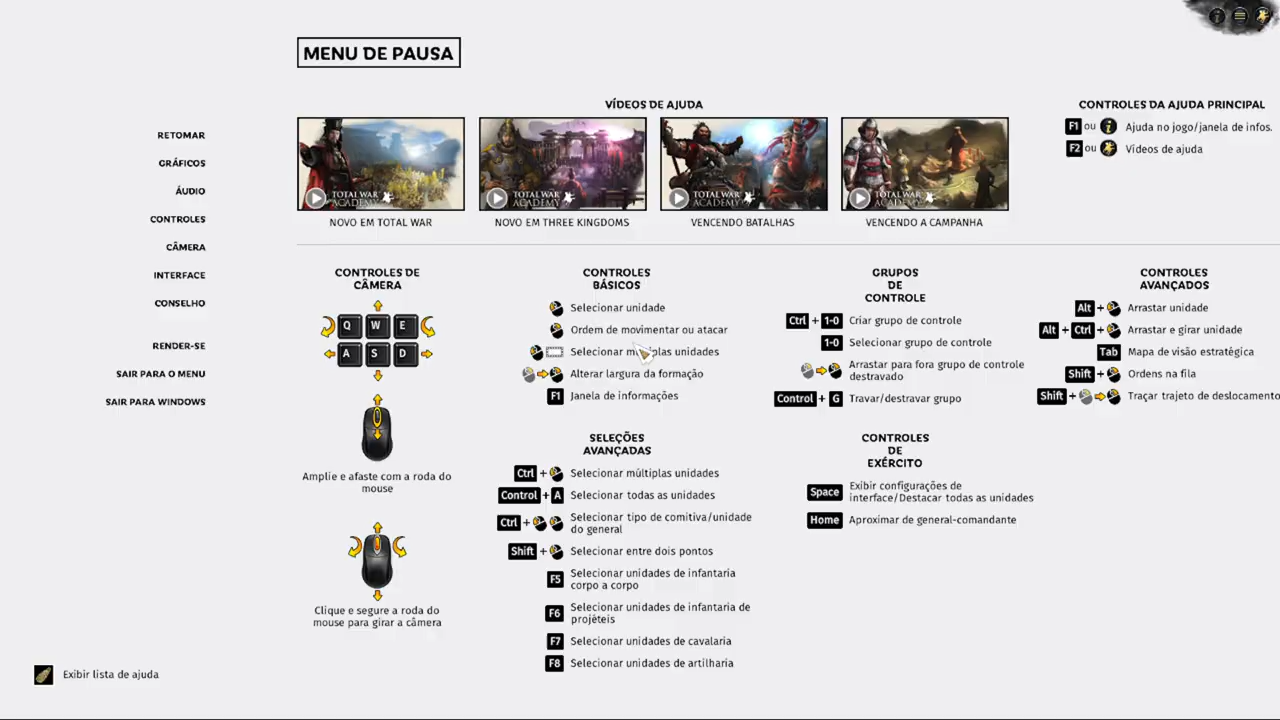 MENU DE PAUSA
RETOMAR
GRÁFICOS
ÁUDIO
CONTROLES
CÂMERA
INTERFACE
CONSELHO
RENDER-SE
SAIR PARA O MENU
SAIR PARA WINDOWS
Exibir lista de ajuda
VÍDEOS DE AJUDA
TOTAL WAR
ACADEMY
NOVO EM TOTAL WAR
TOTAL WAR
ACADEMY
NOVO EM THREE KINGDOMS
TOTAL WAR
ACADEMY
VENCENDO BATALHAS
TOTAL WAR
ACADEMY
VENCENDO A CAMPANHA
CONTROLES DA AJUDA PRINCIPAL
F1 ou Ajuda no jogo/janela de infos.
F2 ou Vídeos de ajuda
CONTROLES DE
CÂMERA
Q W E
A S D
Amplie e afaste com a roda do
mouse
Clique e segure a roda do
mouse para girar a câmera
CONTROLES
BÁSICOS
Selecionar unidade
Ordem de movimentar ou atacar
Selecionar múltiplas unidades
Alterar largura da formação
F1 Janela de informações
SELEÇÕES
AVANÇADAS
Ctrl + Selecionar múltiplas unidades
Control + A Selecionar todas as unidades
Ctrl + Selecionar tipo de comitiva/unidade
do general
Shift + Selecionar entre dois pontos
F5 Selecionar unidades de infantaria
corpo a corpo
F6 Selecionar unidades de infantaria de
projéteis
F7 Selecionar unidades de cavalaria
F8 Selecionar unidades de artilharia
GRUPOS
DE
CONTROLE
Ctrl + 1-0 Criar grupo de controle
1-0 Selecionar grupo de controle
Arrastar para fora grupo de controle
destravado
Control + G Travar/destravar grupo
CONTROLES
DE
EXÉRCITO
Space Exibir configurações de
interface/Destacar todas as unidades
Home Aproximar de general-comandante
CONTROLES
AVANÇADOS
Alt + Arrastar unidade
Alt + Ctrl + Arrastar e girar unidade
Tab Mapa de visão estratégica
Shift + Ordens na fila
Shift + Traçar trajeto de deslocamento